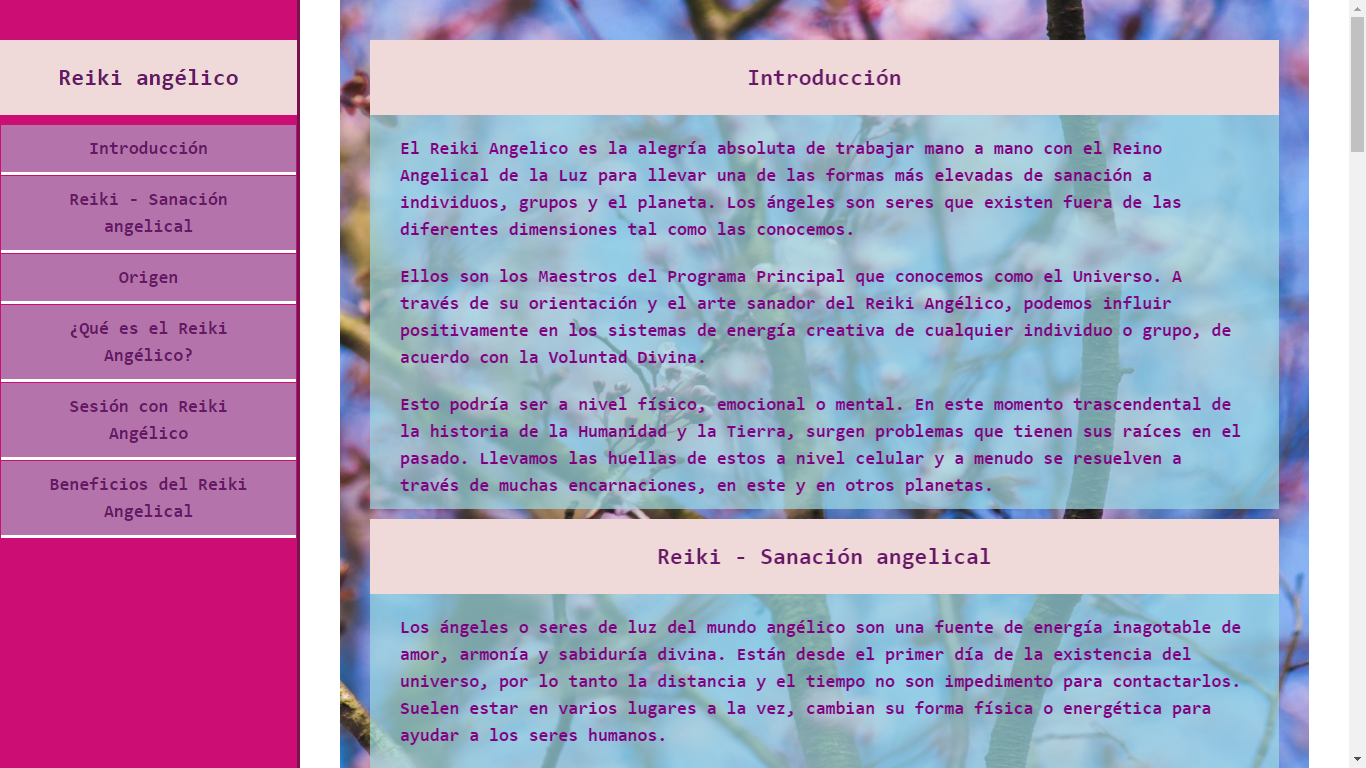 Reiki angélico
Introducción
Reiki - Sanación
angelical
Origen
¿Qué es el Reiki
Angélico?
Sesión con Reiki
Angélico
Beneficios del Reiki
Angelical
Introducción
El Reiki Angelico es la alegría absoluta de trabajar mano a mano con el Reino
Angelical de la Luz para llevar una de las formas más elevadas de sanación a
individuos, grupos y el planeta. Los ángeles son seres que existen fuera de las
diferentes dimensiones tal como las conocemos.
Ellos son los Maestros del Programa Principal que conocemos como el Universo. A
través de su orientación y el arte sanador del Reiki Angélico, podemos influir
positivamente en los sistemas de energía creativa de cualquier individuo o grupo, de
acuerdo con la Voluntad Divina.
Esto podría ser a nivel físico, emocional o mental. En este momento trascendental de
la historia de la Humanidad y la Tierra, surgen problemas que tienen sus raíces en el
pasado. Llevamos las huellas de estos a nivel celular y a menudo se resuelven a
través de muchas encarnaciones, en este y en otros planetas.
Reiki - Sanación angelical
Los ángeles o seres de luz del mundo angélico son una fuente de energía inagotable de
amor, armonía y sabiduría divina. Están desde el primer día de la existencia del
universo, por lo tanto la distancia y el tiempo no son impedimento para contactarlos.
Suelen estar en varios lugares a la vez, cambian su forma física o energética para
ayudar a los seres humanos.